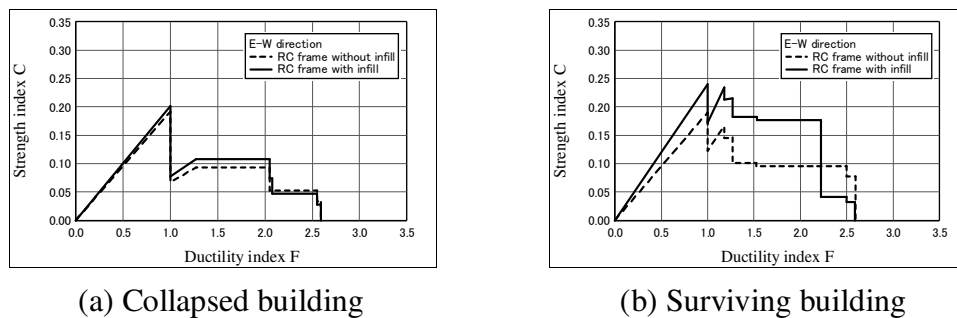 0.35
0.30
0.25
0.20
0.15
0.10
0.05
0.00
Strength index C
E-W direction
RC frame without infill
RC frame with infill
0.0 0.5 1.0 1.5 2.0 2.5 3.0 3.5
Ductility index F
(a) Collapsed building
0.35
0.30
0.25
0.20
0.15
0.10
0.05
0.00
Strength index C
E-W direction
RC frame without infill
RC frame with infill
0.0 0.5 1.0 1.5 2.0 2.5 3.0 3.5
Ductility index F
(b) Surviving building